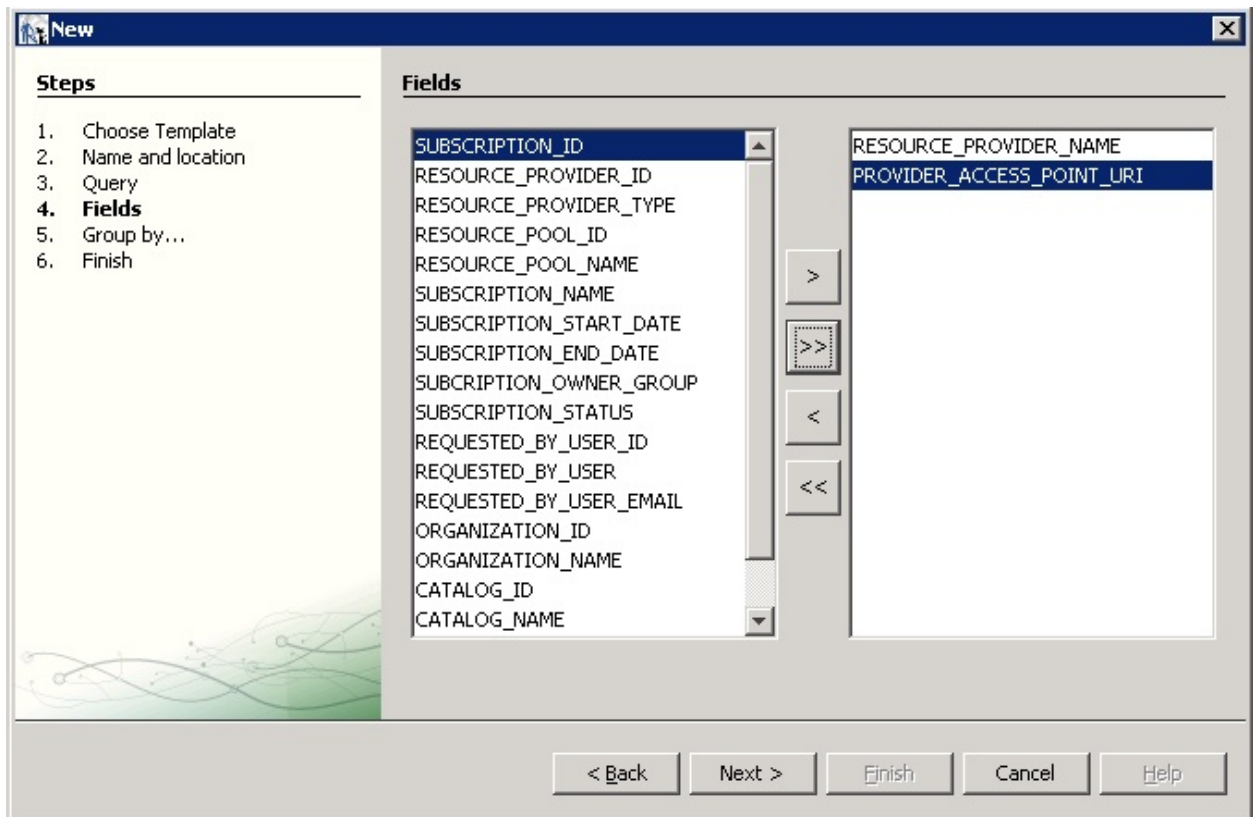 New
Steps
1. Choose Template
2. Name and location
3. Query
4. Fields
5. Group by...
6. Finish
Fields
SUBSCRIPTION_ID
RESOURCE_PROVIDER_ID
RESOURCE_PROVIDER_TYPE
RESOURCE_POOL_ID
RESOURCE_POOL_NAME
SUBSCRIPTION_NAME
SUBSCRIPTION_START_DATE
SUBSCRIPTION_END_DATE
SUBCRIPTION_OWNER_GROUP
SUBSCRIPTION_STATUS
REQUESTED_BY_USER_ID
REQUESTED_BY_USER
REQUESTED_BY_USER_EMAIL
ORGANIZATION_ID
ORGANIZATION_NAME
CATALOG_ID
CATALOG_NAME
>
>>
<
<<
RESOURCE_PROVIDER_NAME
PROVIDER_ACCESS_POINT_URI
< Back
Next >
Finish
Cancel
Help